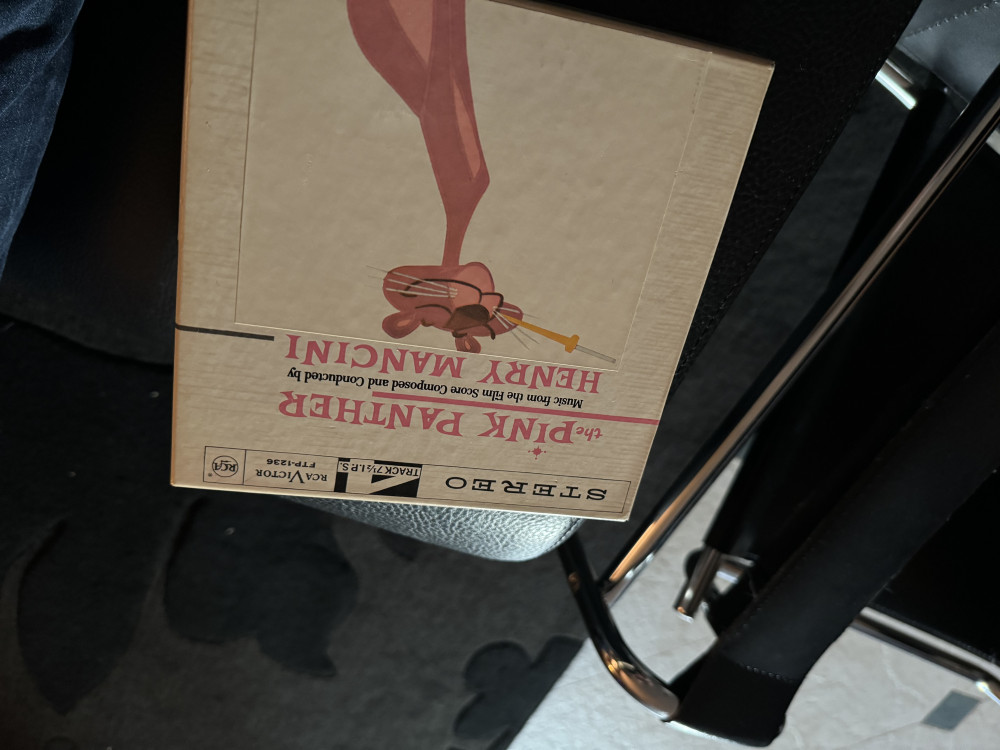 STEREO
4 TRACK 7½ I.P.S.
RCA VICTOR
FTP-1236
RCA
®
the PINK PANTHER
Music from the Film Score Composed and Conducted by
HENRY MANCINI